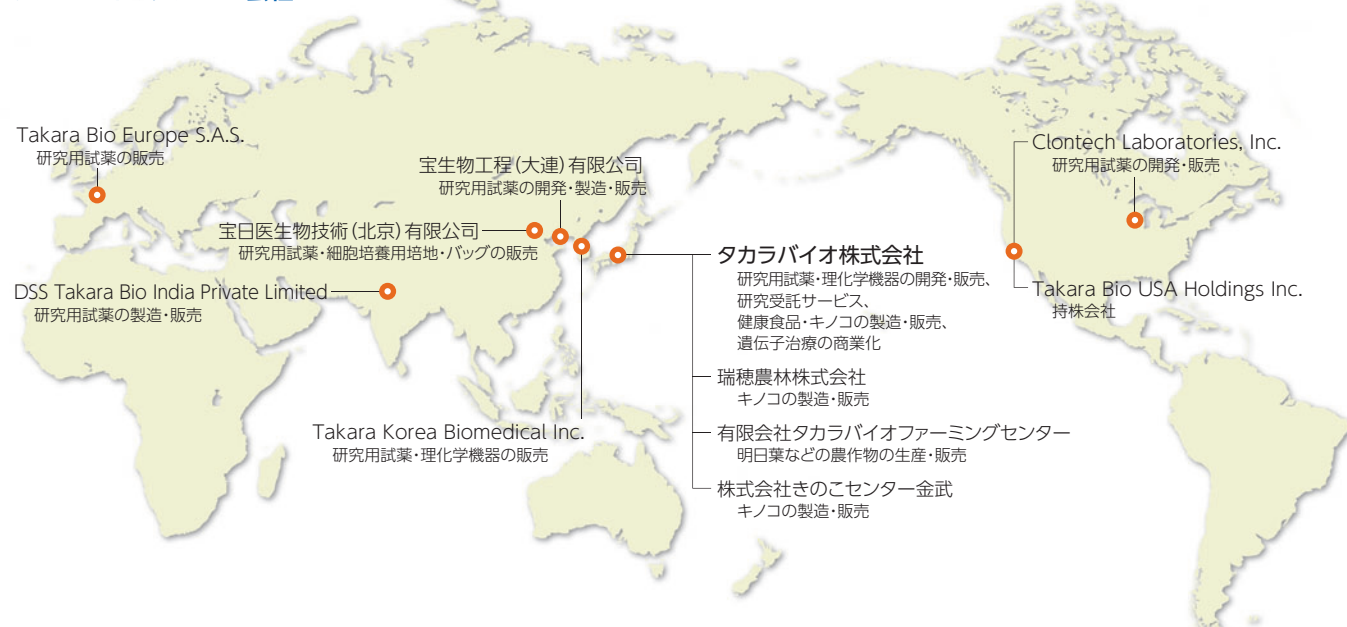 Takara Bio Europe S.A.S.
研究用試薬の販売
宝生物工程(大連)有限公司
研究用試薬の開発・製造・販売
宝日医生物技術(北京)有限公司
研究用試薬・細胞培養用培地・バッグの販売
DSS Takara Bio India Private Limited
研究用試薬の製造・販売
Takara Korea Biomedical Inc.
研究用試薬・理化学機器の販売
タカラバイオ株式会社
研究用試薬・理化学機器の開発・販売、
研究受託サービス、
健康食品・キノコの製造・販売、
遺伝子治療の商業化
瑞穂農林株式会社
キノコの製造・販売
有限会社タカラバイオファーミングセンター
明日葉などの農作物の生産・販売
株式会社きのこセンター金武
キノコの製造・販売
Clontech Laboratories, Inc.
研究用試薬の開発・販売
Takara Bio USA Holdings Inc.
持株会社